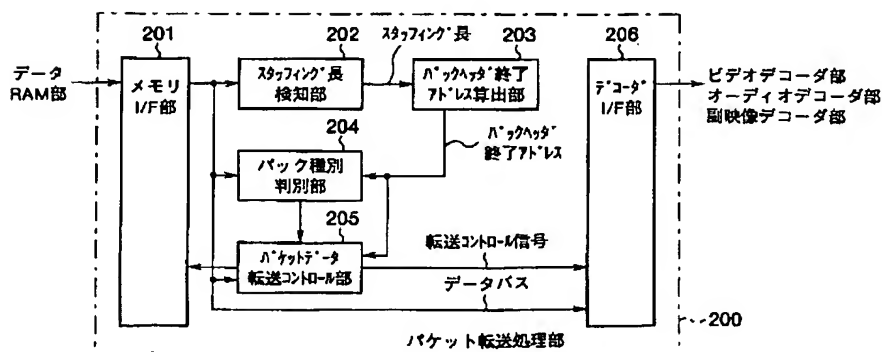 201
202
スタッフィング長
203
206
データ
RAM部
メモリ
I/F部
スタッフィング長
検知部
パックヘッダ終了
アドレス算出部
デコーダ
I/F部
ビデオデコーダ部
オーディオデコーダ部
副映像デコーダ部
204
パック種別
判別部
パックヘッダ
終了アドレス
205
パケットデータ
転送コントロール部
転送コントロール信号
データバス
200
パケット転送処理部